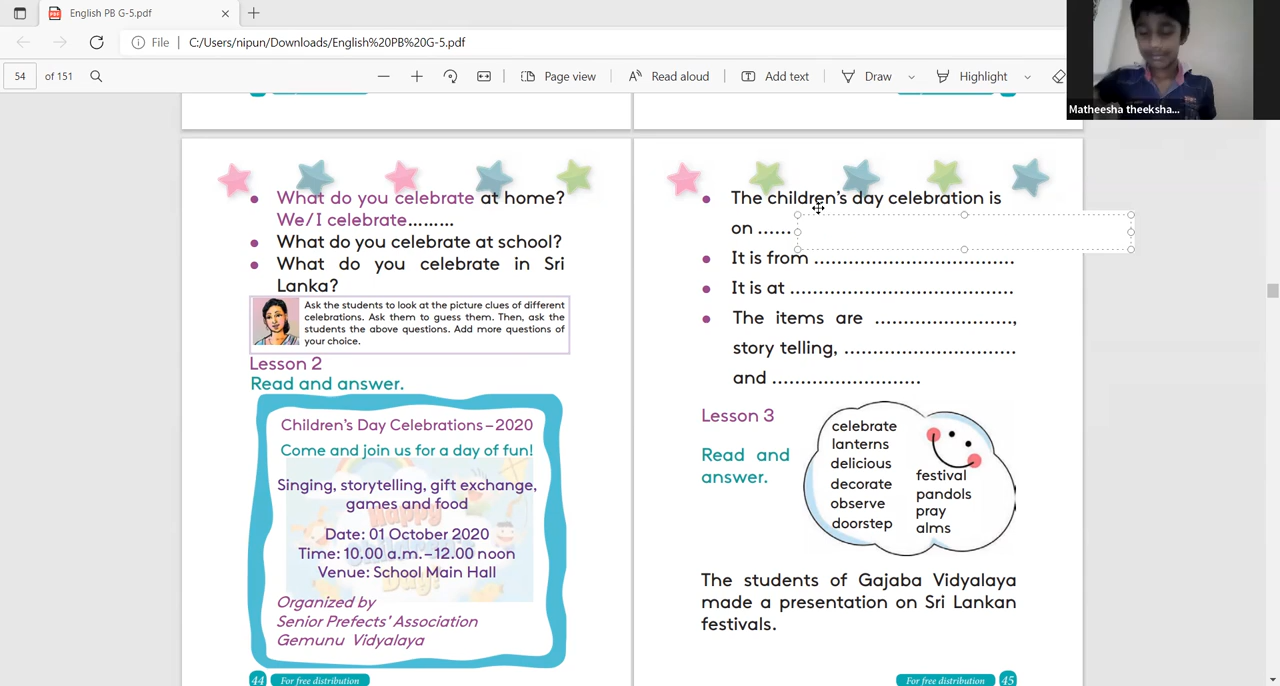 English PB G-5.pdf
File
C:/Users/nipun/Downloads/English%20PB%20G-5.pdf
54 of 151
Page view
Read aloud
Add text
Draw
Highlight
Matheesha theeksha...
What do you celebrate at home?
We/I celebrate.........
What do you celebrate at school?
What do you celebrate in Sri
Lanka?
Ask the students to look at the picture clues of different
celebrations. Ask them to guess them. Then, ask the
students the above questions. Add more questions of
your choice.
Lesson 2
Read and answer.
Children's Day Celebrations – 2020
Come and join us for a day of fun!
Singing, storytelling, gift exchange,
games and food
Happy
Children's
Day!
Date: 01 October 2020
Time: 10.00 a.m. – 12.00 noon
Venue: School Main Hall
Organized by
Senior Prefects' Association
Gemunu Vidyalaya
44 For free distribution
The children's day celebration is
on ......
It is from ...................................
It is at .......................................
The items are ........................,
story telling, ..............................
and ..........................
Lesson 3
Read and
answer.
celebrate
lanterns
delicious
decorate
observe
doorstep
festival
pandols
pray
alms
The students of Gajaba Vidyalaya
made a presentation on Sri Lankan
festivals.
For free distribution 45